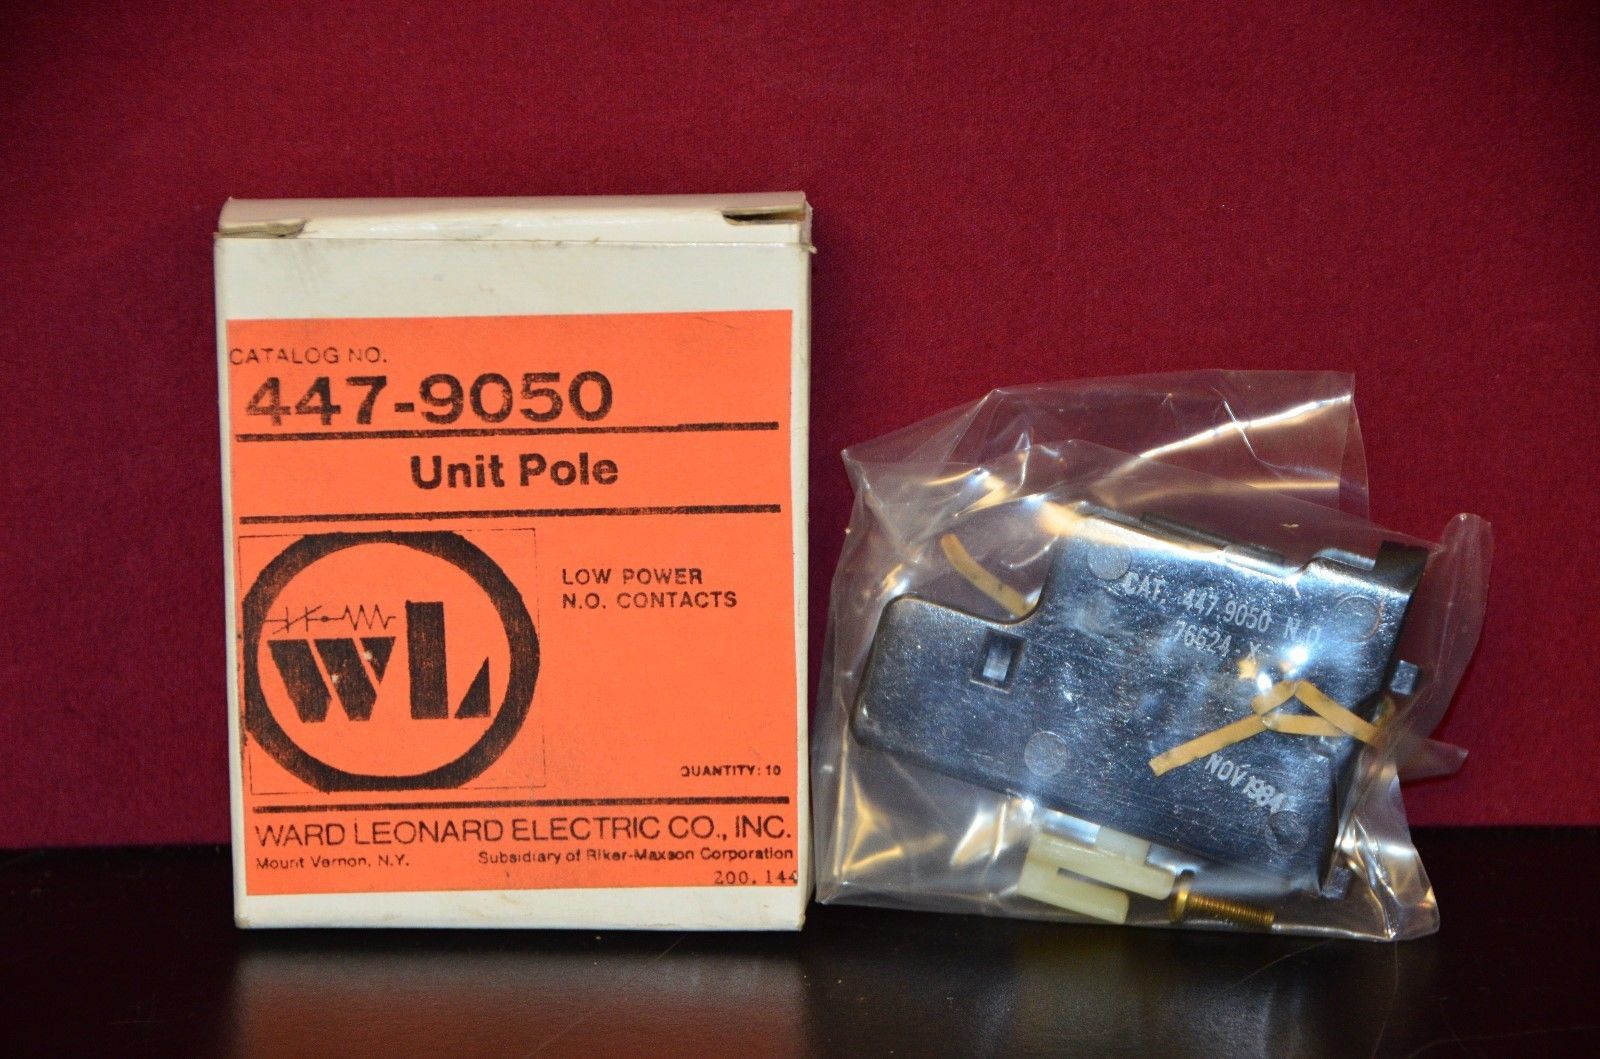 CATALOG NO.
447-9050
Unit Pole
LOW POWER
N.O. CONTACTS
WL
QUANTITY: 10
WARD LEONARD ELECTRIC CO., INC.
Mount Vernon, N.Y. Subsidiary of Riker-Maxson Corporation
200.144
CAT. 447-9050 N.O.
76624 X
NOV 1984